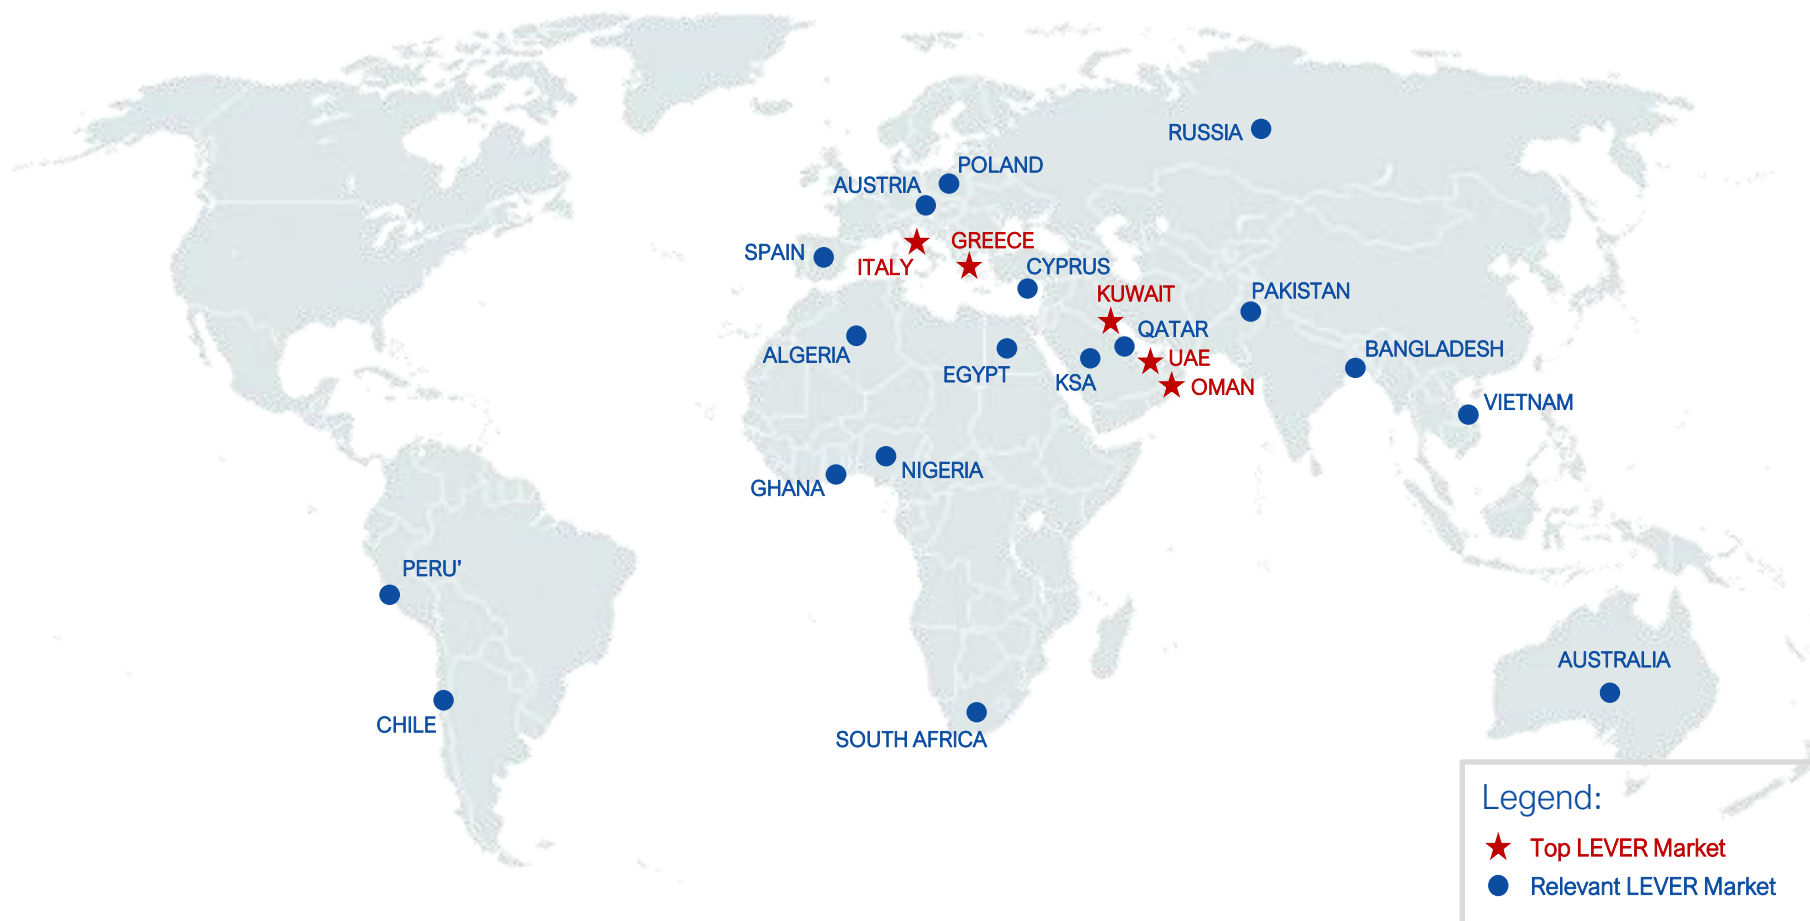 RUSSIA
POLAND
AUSTRIA
GREECE
SPAIN
ITALY
CYPRUS
KUWAIT
PAKISTAN
QATAR
BANGLADESH
ALGERIA
UAE
EGYPT
KSA
OMAN
VIETNAM
NIGERIA
GHANA
PERU’
AUSTRALIA
CHILE
SOUTH AFRICA
Legend:
Top LEVER Market
Relevant LEVER Market